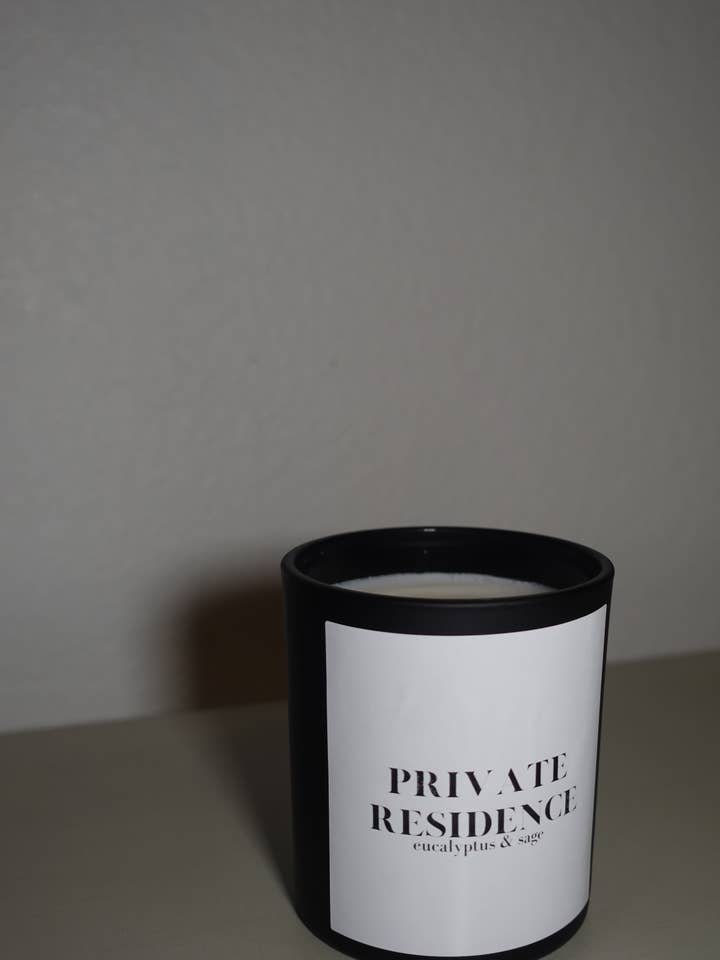 PRIVATE
RESIDENCE
eucalyptus & sage